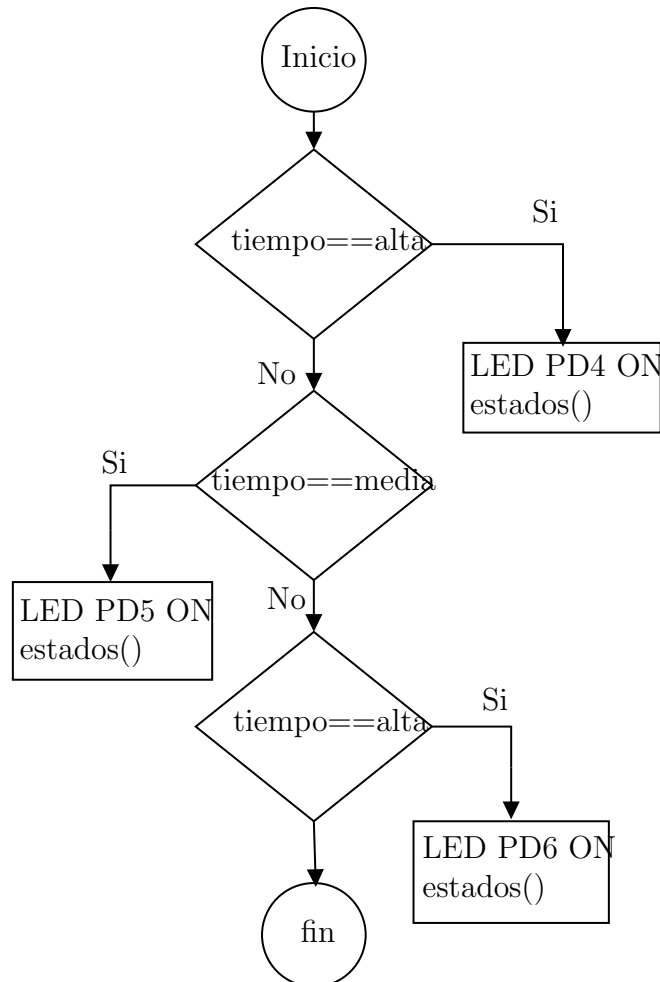 Inicio
tiempo==alta
Si
LED PD4 ON
estados()
No
tiempo==media
Si
LED PD5 ON
estados()
No
tiempo==alta
Si
LED PD6 ON
estados()
fin